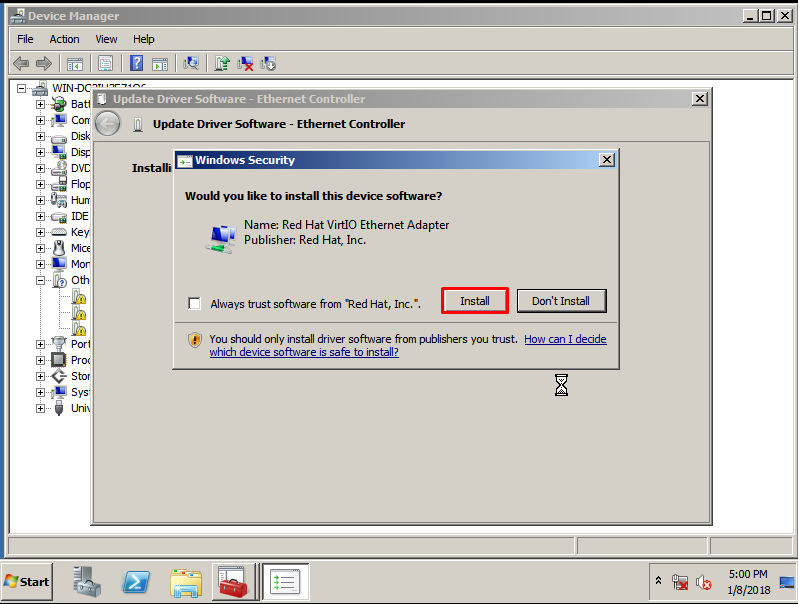 Device Manager
File Action View Help
Update Driver Software - Ethernet Controller
Update Driver Software - Ethernet Controller
Installi
Windows Security
Would you like to install this device software?
Name: Red Hat VirtIO Ethernet Adapter
Publisher: Red Hat, Inc.
Always trust software from "Red Hat, Inc.".
Install
Don't Install
You should only install driver software from publishers you trust. How can I decide
which device software is safe to install?
Batt
Com
Disk
Disp
DVD
Flop
Hum
IDE
Key
Mice
Mon
Oth
Port
Proc
Stor
Syst
Univ
Start
5:00 PM
1/8/2018